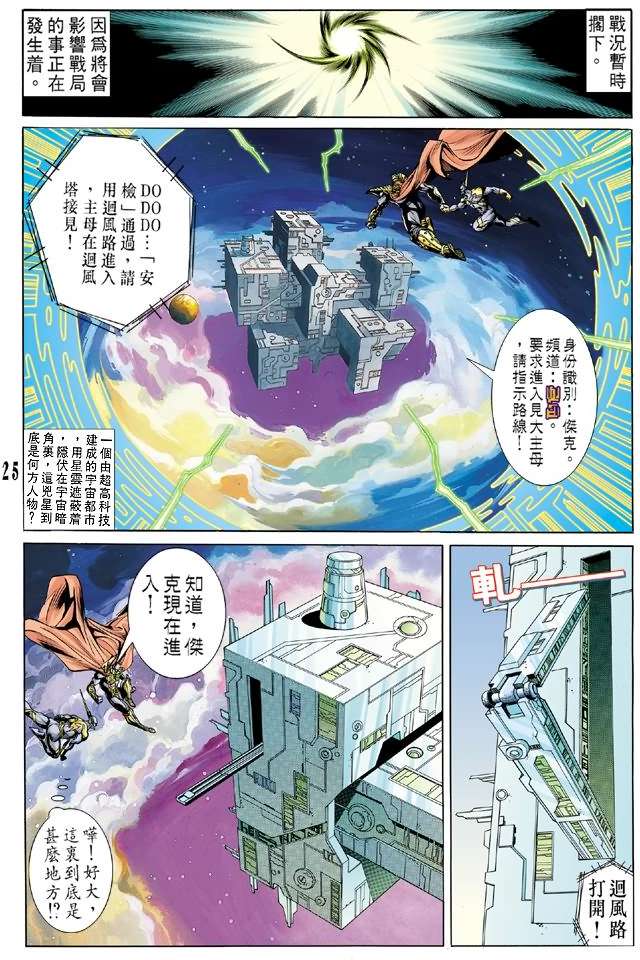 戰況暫時
擱下。
因爲將會
影響戰局
的事正在
發生着。
身份識別：傑克。
頻道：
要求進入見大主母
，請指示路線！
DODODO…「安
檢」通過，請
用迴風路進入
，主母在迴風
塔接見！
一個由超高科技
建成的宇宙都市
，用星雲遮蔽着
，隱伏在宇宙暗
角裏，這兇星到
底是何方人物？
25
軋
迴風路
打開！
知道，傑
克現在進
入！
嘩！好大，
這裏到底是
甚麼地方!?